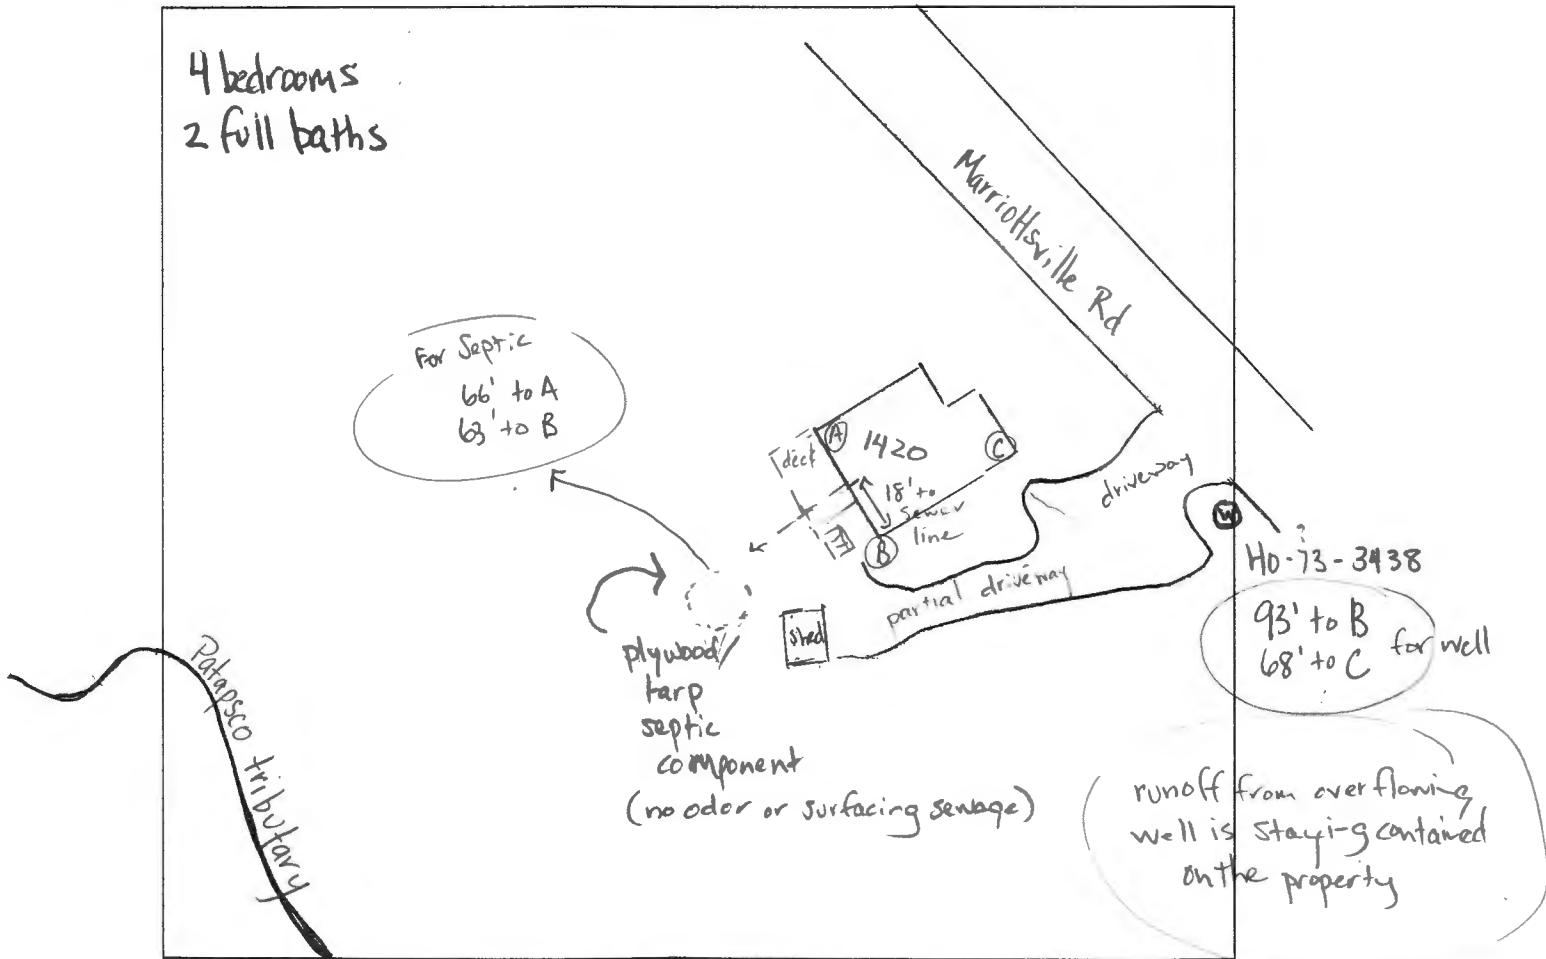 4 bedrooms
2 full baths
Marriottsville Rd
For Septic
66' to A
63' to B
A
1420
C
deck
18' to
sewer
line
B
driveway
W
?
HO-73-3438
partial driveway
93' to B
68' to C
for well
shed
plywood/
tarp
septic
component
(no odor or surfacing sewage)
Patapsco tributary
runoff from overflowing
well is staying contained
on the property